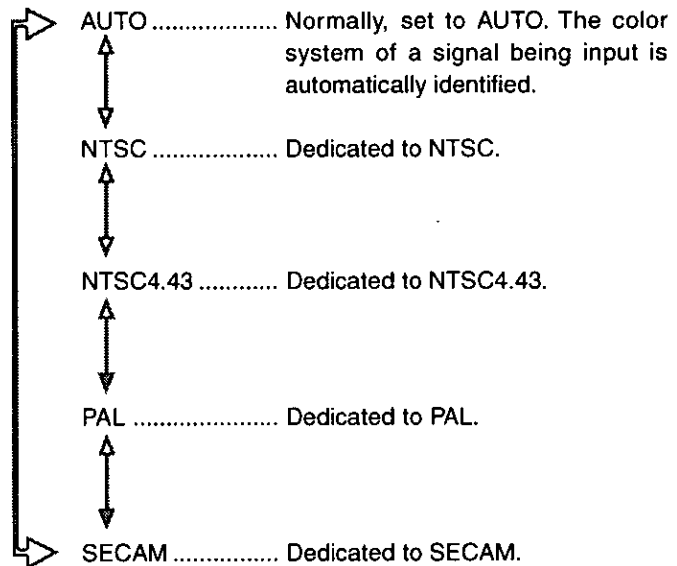 AUTO ................... Normally, set to AUTO. The color
system of a signal being input is
automatically identified.
NTSC ................... Dedicated to NTSC.
NTSC4.43 ............ Dedicated to NTSC4.43.
PAL ...................... Dedicated to PAL.
SECAM ................ Dedicated to SECAM.